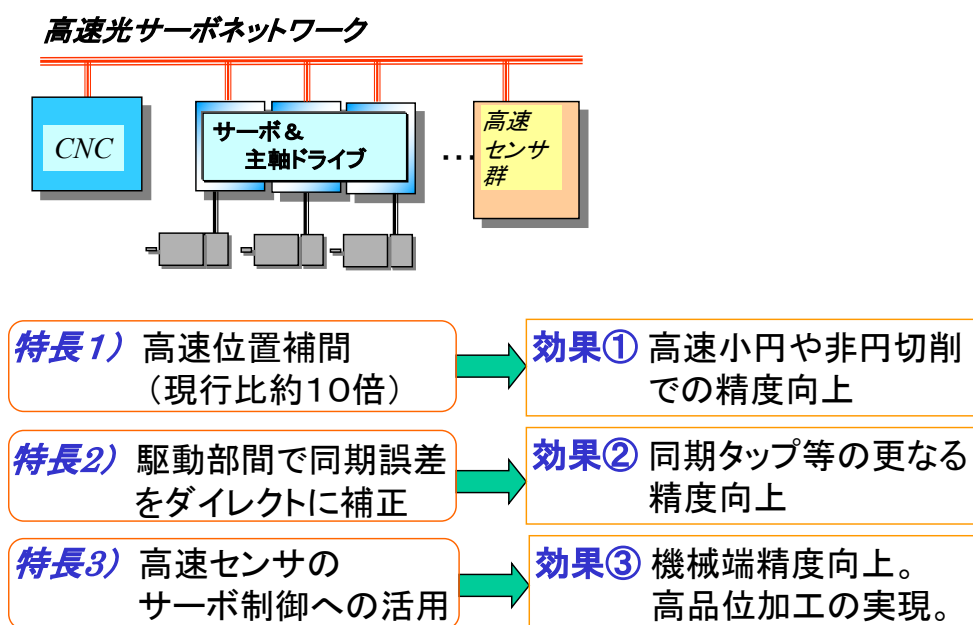 高速光サーボネットワーク
CNC
サーボ＆
主軸ドライブ
…
高速
センサ
群
特長1） 高速位置補間
（現行比約１０倍）
効果① 高速小円や非円切削
での精度向上
特長2） 駆動部間で同期誤差
をダイレクトに補正
効果② 同期タップ等の更なる
精度向上
特長3） 高速センサの
サーボ制御への活用
効果③ 機械端精度向上。
高品位加工の実現。